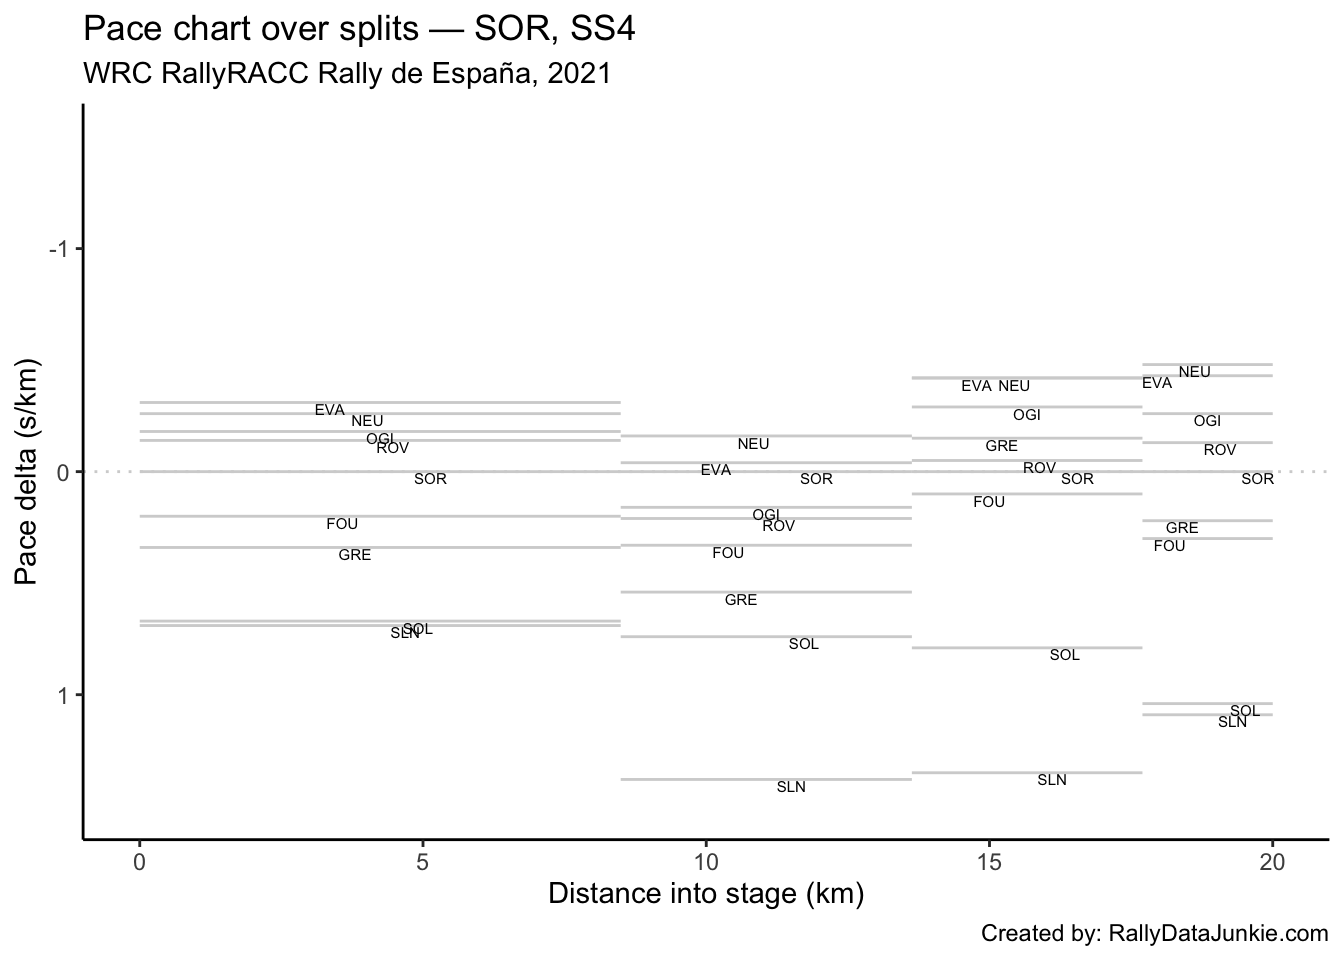 Pace chart over splits — SOR, SS4
WRC RallyRACC Rally de España, 2021
Pace delta (s/km)
-1
0
1
EVA
NEU
OGI
ROV
SOR
FOU
GRE
SOL
SLN
NEU
EVA
SOR
OGI
ROV
FOU
GRE
SOL
SLN
EVA NEU
OGI
GRE
ROV
SOR
FOU
SOL
SLN
NEU
EVA
OGI
ROV
SOR
GRE
FOU
SOL
SLN
0 5 10 15 20
Distance into stage (km)
Created by: RallyDataJunkie.com